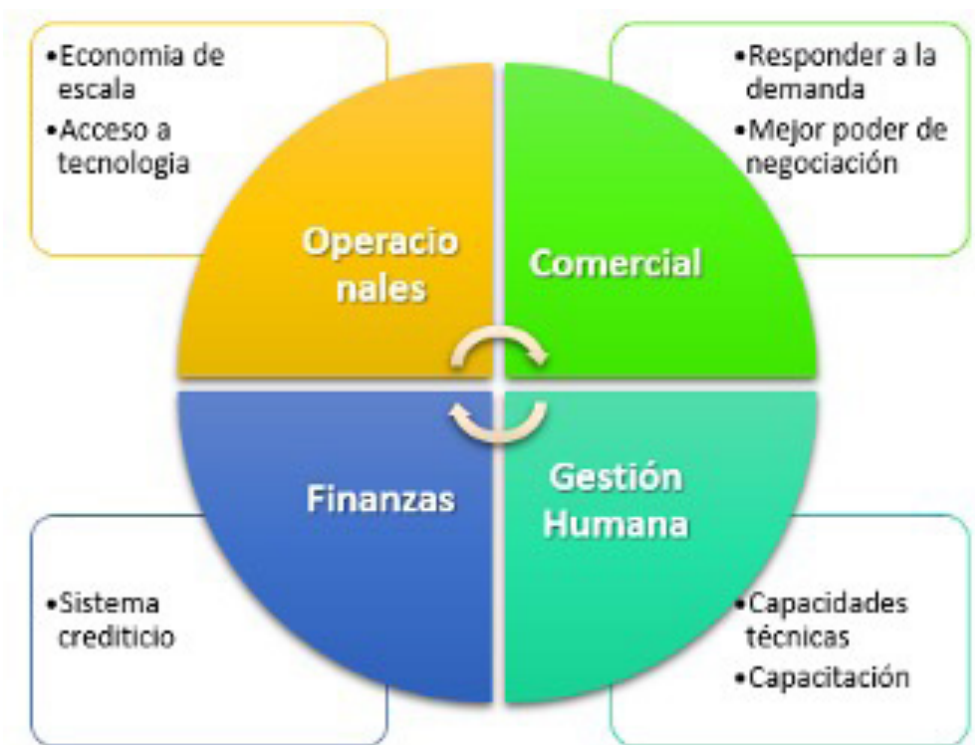 •Economia de
escala
•Acceso a
tecnologia
•Responder a la
demanda
•Mejor poder de
negociación
Operacio
nales
Comercial
Finanzas
Gestión
Humana
•Sistema
crediticio
•Capacidades
técnicas
•Capacitación